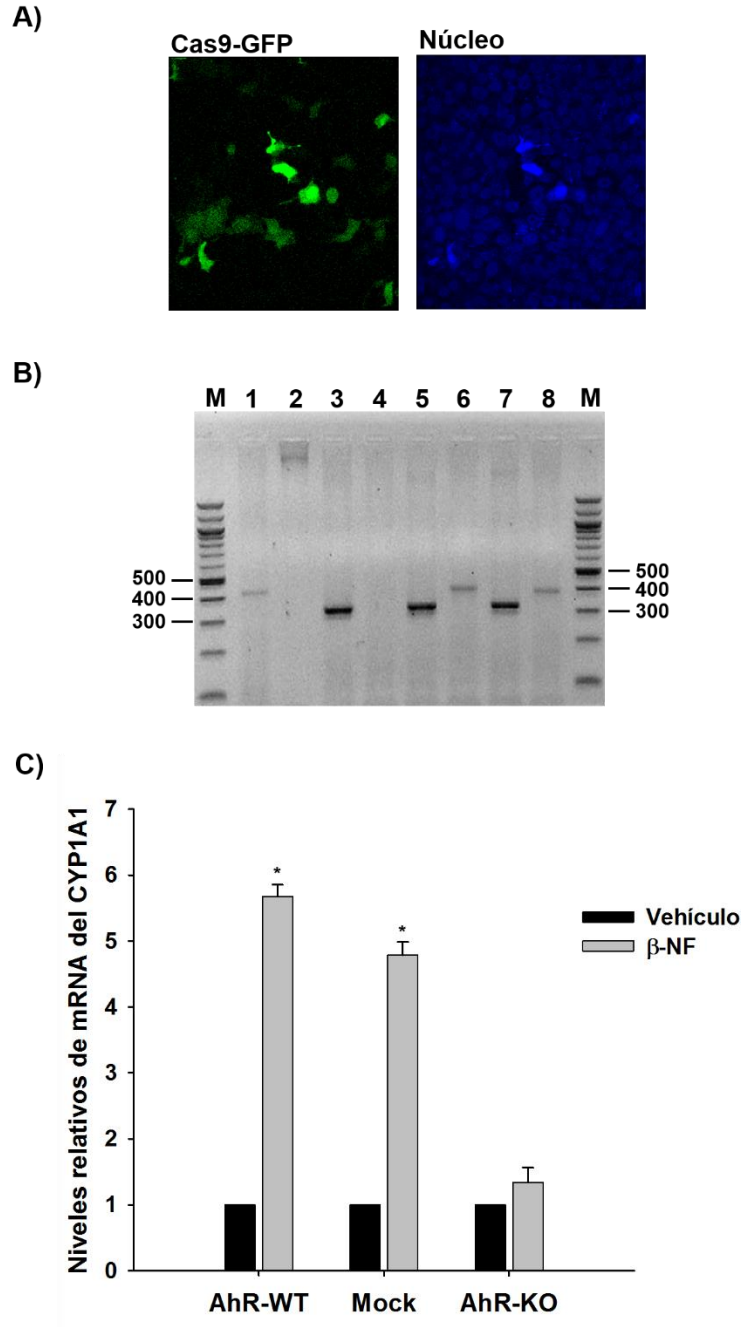 A)
Cas9-GFP Núcleo
B)
M 1 2 3 4 5 6 7 8 M
500 500
400 400
300 300
C)
Niveles relativos de mRNA del CYP1A1
7
6
5
4
3
2
1
0
*
*
Vehículo
β-NF
AhR-WT Mock AhR-KO